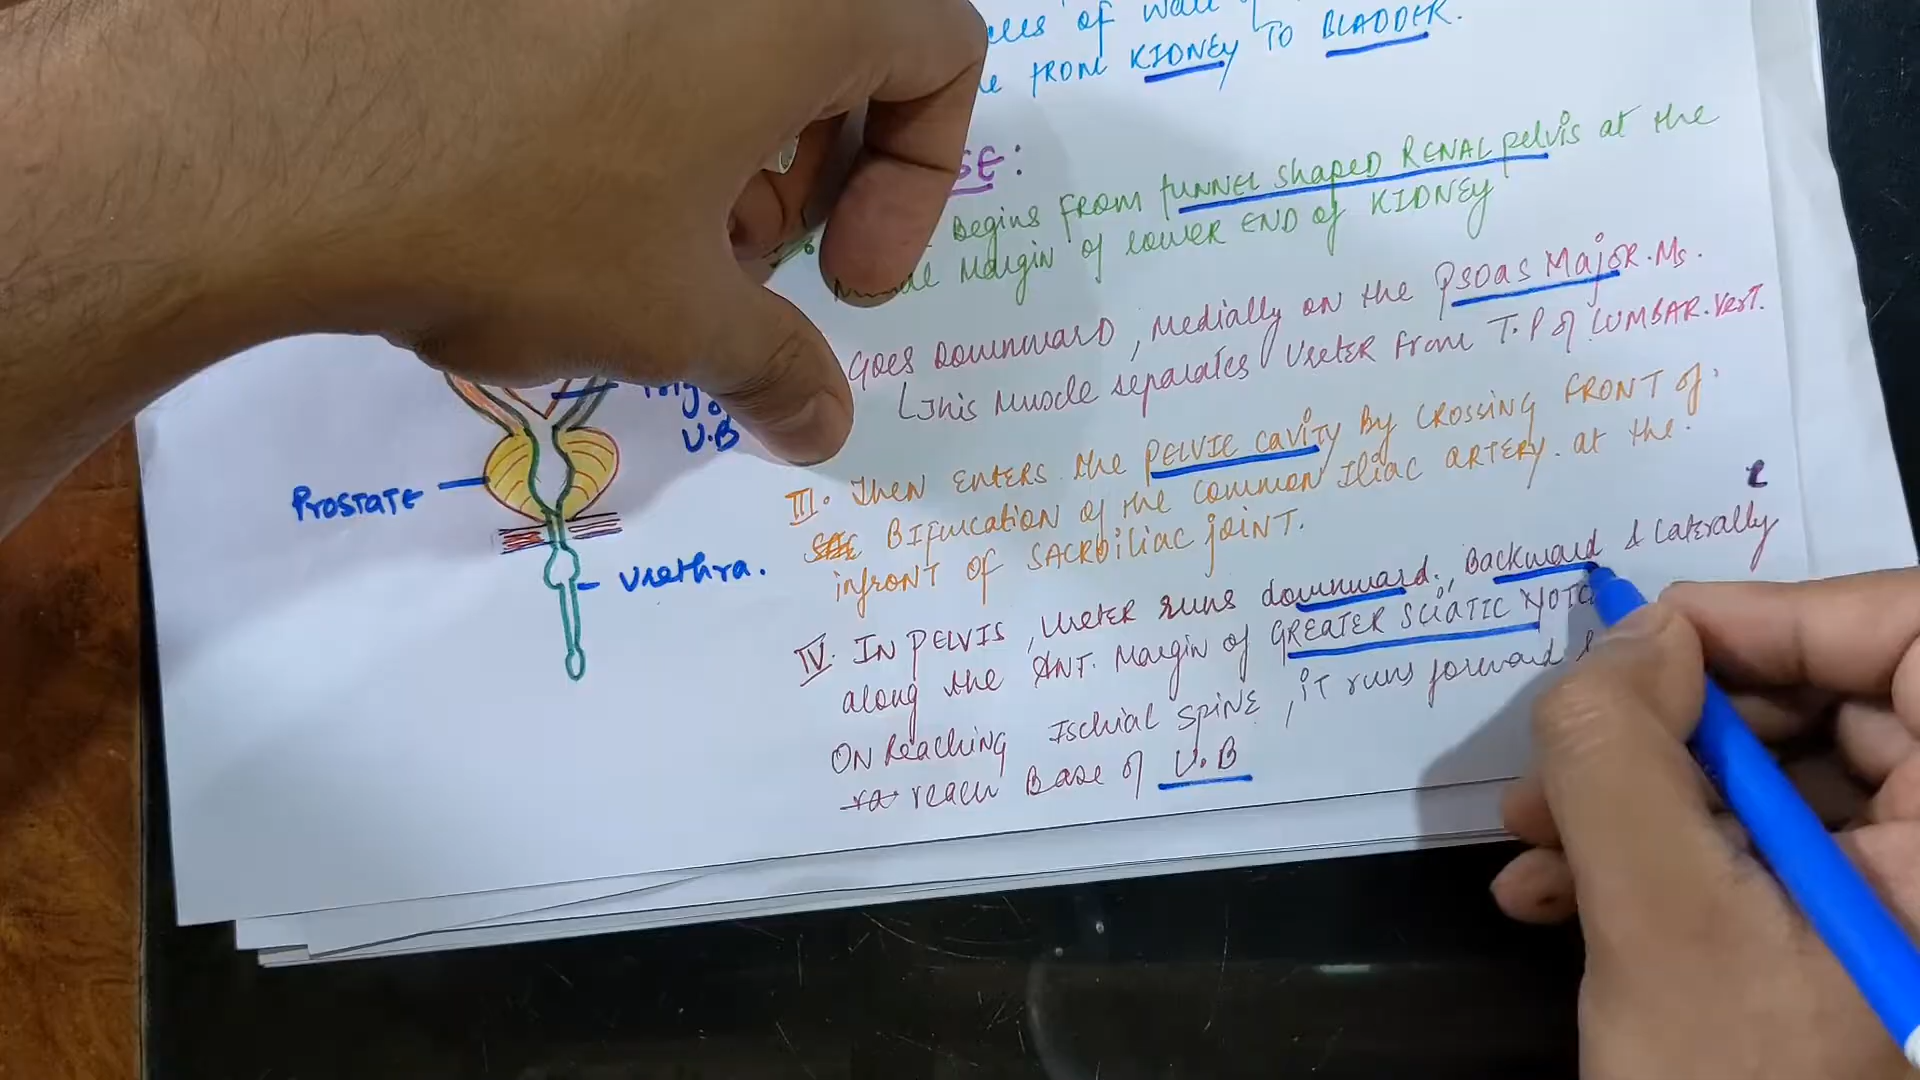 of Wall
FROM KIDNEY TO BLADDER.
SE:
Begins From FUNNEL shaped RENAL pelvis at the
Margin of lower END of KIDNEY
Goes Downward, Medially on the Psoas Major. Ms.
This Muscle separates Ureter from T.P of LUMBAR. Vert.
III. Then ENters the PELVIC cavity By CROSSING FRONT of.
BIfurcation of the common Iliac ARTERY. at the.
infront of SACROiliac joINT.
IV. IN PELVIS, Ureter runs downward., Backward & laterally
along the ANT. Margin of GREATER SCIATIC NOTC
ON Reaching Ischial SpINE, iT runs forward
reach Base of U.B
U.B
Prostate
Urethra.